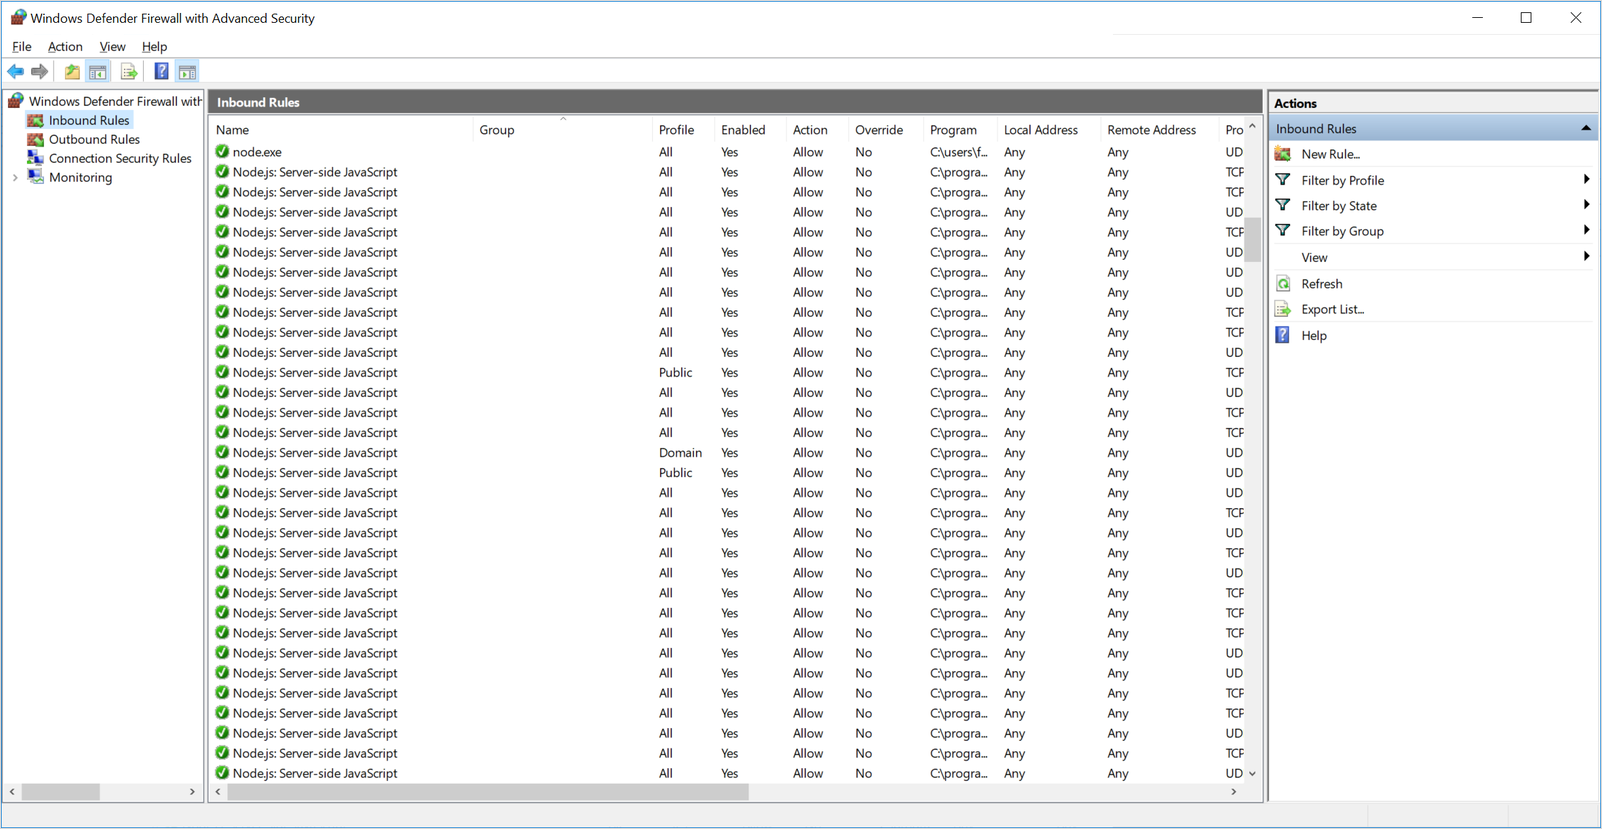 Windows Defender Firewall with Advanced Security
File Action View Help
Windows Defender Firewall with
Inbound Rules
Outbound Rules
Connection Security Rules
Monitoring
Inbound Rules
Name Group Profile Enabled Action Override Program Local Address Remote Address Pro
node.exe All Yes Allow No C:\users\f... Any Any UD
Node.js: Server-side JavaScript All Yes Allow No C:\progra... Any Any TCP
Node.js: Server-side JavaScript All Yes Allow No C:\progra... Any Any TCP
Node.js: Server-side JavaScript All Yes Allow No C:\progra... Any Any UD
Node.js: Server-side JavaScript All Yes Allow No C:\progra... Any Any TCP
Node.js: Server-side JavaScript All Yes Allow No C:\progra... Any Any UD
Node.js: Server-side JavaScript All Yes Allow No C:\progra... Any Any UD
Node.js: Server-side JavaScript All Yes Allow No C:\progra... Any Any UD
Node.js: Server-side JavaScript All Yes Allow No C:\progra... Any Any TCP
Node.js: Server-side JavaScript All Yes Allow No C:\progra... Any Any TCP
Node.js: Server-side JavaScript All Yes Allow No C:\progra... Any Any UD
Node.js: Server-side JavaScript Public Yes Allow No C:\progra... Any Any TCP
Node.js: Server-side JavaScript All Yes Allow No C:\progra... Any Any UD
Node.js: Server-side JavaScript All Yes Allow No C:\progra... Any Any TCP
Node.js: Server-side JavaScript All Yes Allow No C:\progra... Any Any TCP
Node.js: Server-side JavaScript Domain Yes Allow No C:\progra... Any Any UD
Node.js: Server-side JavaScript Public Yes Allow No C:\progra... Any Any UD
Node.js: Server-side JavaScript All Yes Allow No C:\progra... Any Any UD
Node.js: Server-side JavaScript All Yes Allow No C:\progra... Any Any TCP
Node.js: Server-side JavaScript All Yes Allow No C:\progra... Any Any UD
Node.js: Server-side JavaScript All Yes Allow No C:\progra... Any Any TCP
Node.js: Server-side JavaScript All Yes Allow No C:\progra... Any Any UD
Node.js: Server-side JavaScript All Yes Allow No C:\progra... Any Any TCP
Node.js: Server-side JavaScript All Yes Allow No C:\progra... Any Any TCP
Node.js: Server-side JavaScript All Yes Allow No C:\progra... Any Any TCP
Node.js: Server-side JavaScript All Yes Allow No C:\progra... Any Any UD
Node.js: Server-side JavaScript All Yes Allow No C:\progra... Any Any UD
Node.js: Server-side JavaScript All Yes Allow No C:\progra... Any Any TCP
Node.js: Server-side JavaScript All Yes Allow No C:\progra... Any Any TCP
Node.js: Server-side JavaScript All Yes Allow No C:\progra... Any Any UD
Node.js: Server-side JavaScript All Yes Allow No C:\progra... Any Any TCP
Node.js: Server-side JavaScript All Yes Allow No C:\progra... Any Any UD
Actions
Inbound Rules
New Rule...
Filter by Profile
Filter by State
Filter by Group
View
Refresh
Export List...
Help